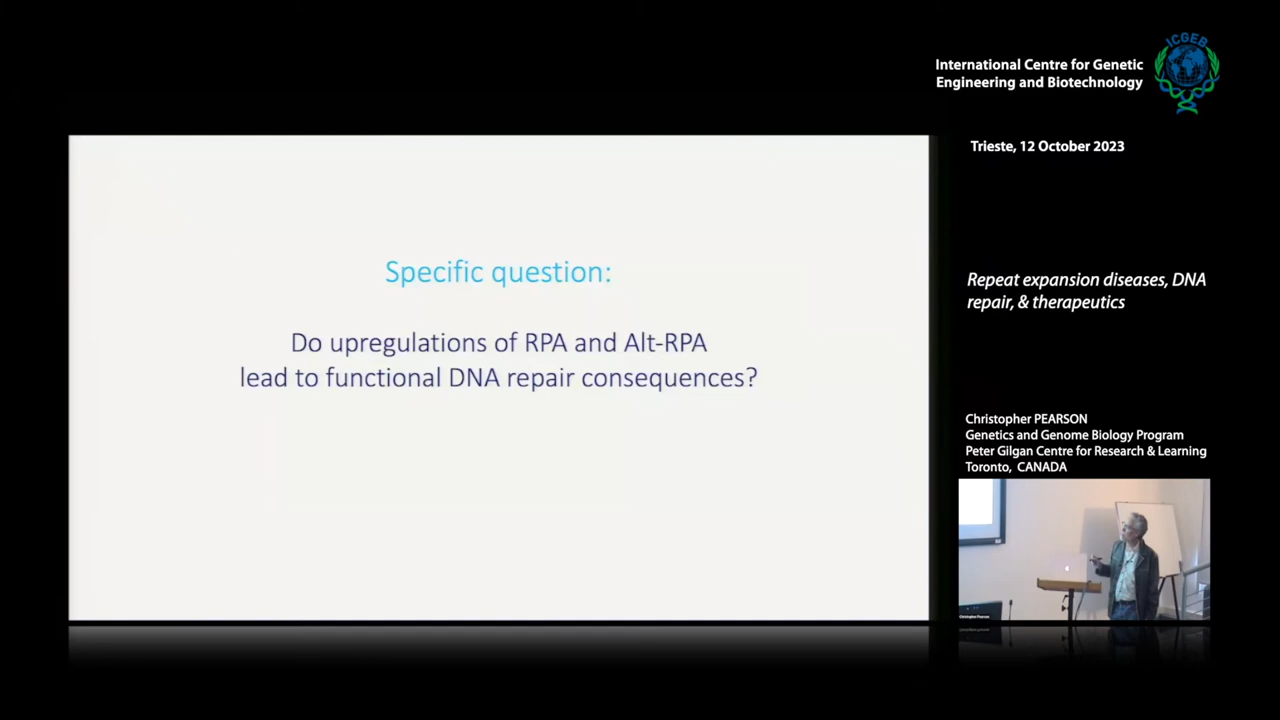 ICGEB
International Centre for Genetic
Engineering and Biotechnology
Trieste, 12 October 2023
Specific question:
Do upregulations of RPA and Alt-RPA
lead to functional DNA repair consequences?
Repeat expansion diseases, DNA
repair, & therapeutics
Christopher PEARSON
Genetics and Genome Biology Program
Peter Gilgan Centre for Research & Learning
Toronto, CANADA
Christopher Pearson